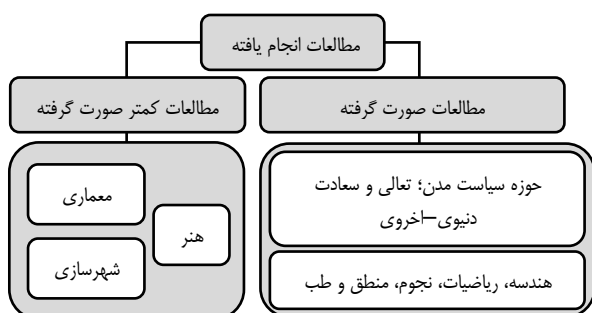 مطالعات انجام یافته
مطالعات صورت گرفته
مطالعات کمتر صورت گرفته
حوزه سیاست مدن؛ تعالی و سعادت
دنیوی–اخروی
هندسه، ریاضیات، نجوم، منطق و طب
معماری
هنر
شهرسازی